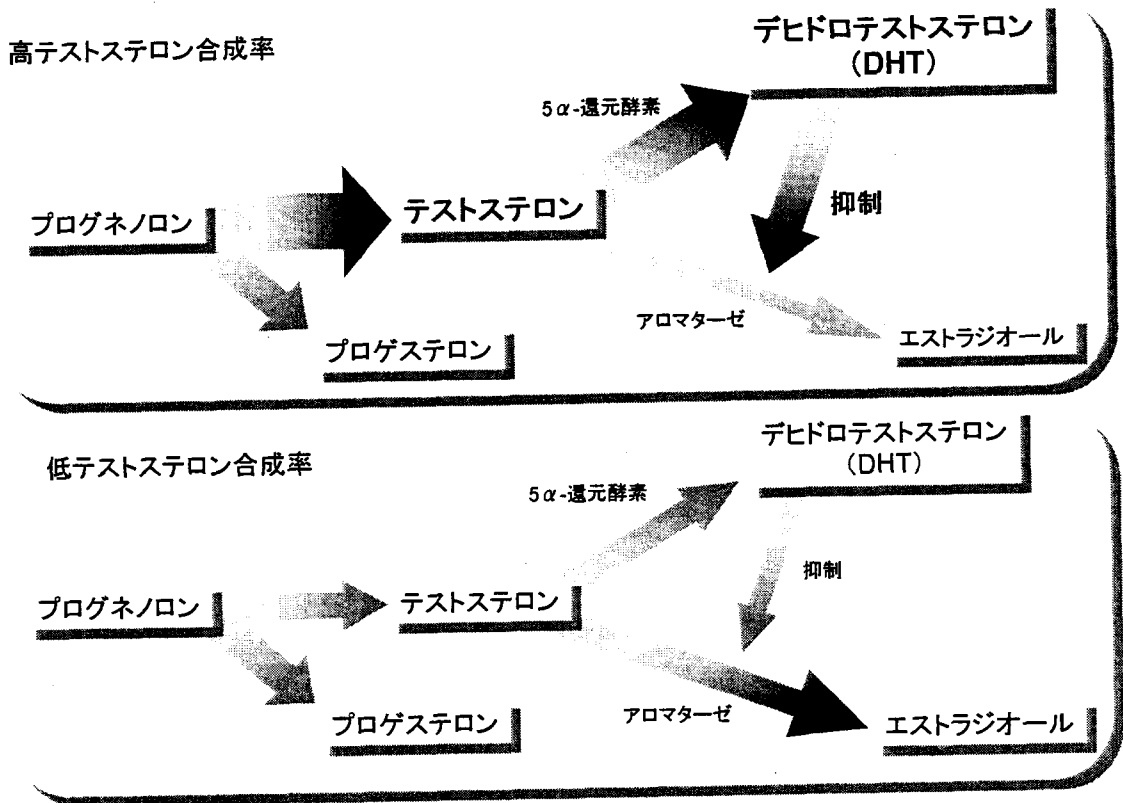 高テストステロン合成率
デヒドロテストステロン
(DHT)
5α-還元酵素
プログネノロン
テストステロン
抑制
アロマターゼ
プロゲステロン
エストラジオール
低テストステロン合成率
デヒドロテストステロン
(DHT)
5α-還元酵素
抑制
プログネノロン
テストステロン
アロマターゼ
プロゲステロン
エストラジオール